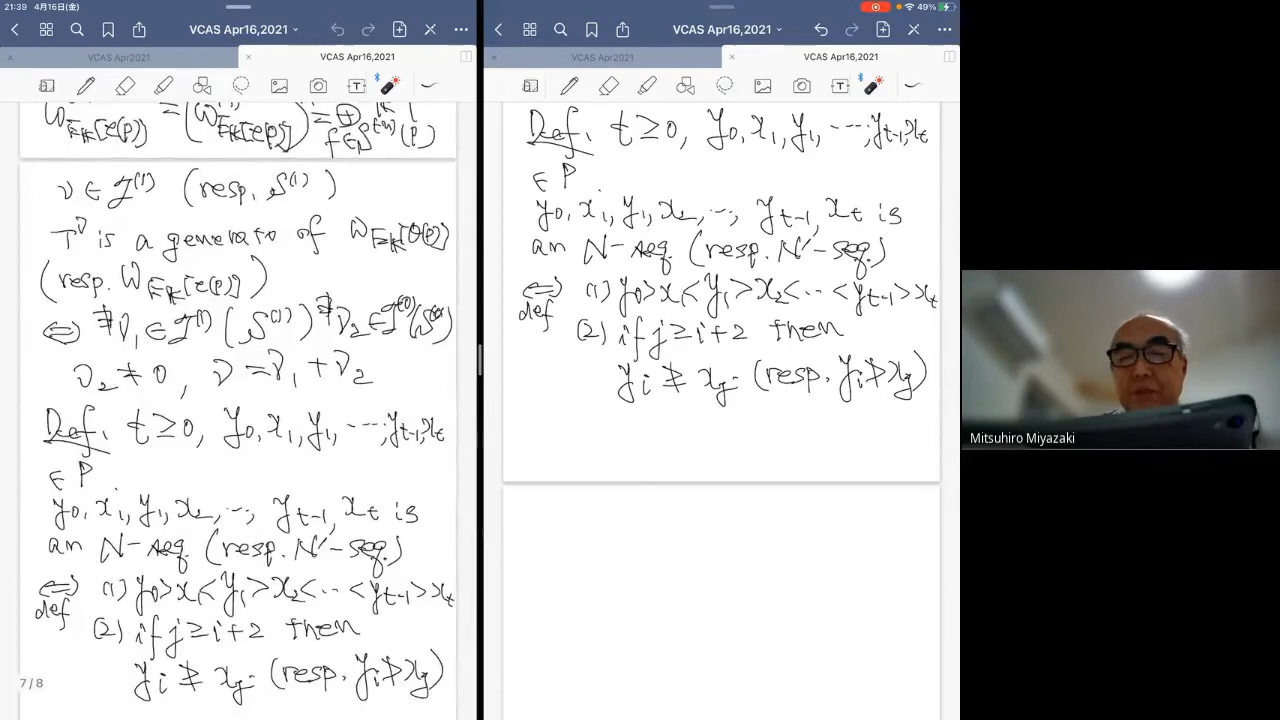 21:39 4月16日(金)
49%
VCAS Apr16,2021
VCAS Apr2021
VCAS Apr16,2021
ν ∈ 𝒯⁽¹⁾ (resp. 𝒮⁽¹⁾)
T^ν is a generato of ω_{E_𝕂[𝒪(P)]}
(resp. ω_{E_𝕂[𝒞(P)]})
⇔ ∄ν₁ ∈ 𝒯⁽¹⁾ (𝒮⁽¹⁾) ∄ν₂ ∈ 𝒯⁽⁰⁾(𝒮⁽⁰⁾)
ν₂ ≠ 0, ν = ν₁ + ν₂
Def. t ≥ 0, y₀, x₁, y₁, ⋯, y_{t-1}, x_t
∈ P.
y₀, x₁, y₁, x₂, ⋯, y_{t-1}, x_t is
an N-seq. (resp. N'-seq.)
⇔ def (1) y₀ > x₁ < y₁ > x₂ < ⋯ < y_{t-1} > x_t
(2) if j ≥ i+2 then
y_i ≱ x_j. (resp. y_i ≯ x_j)
7 / 8
VCAS Apr16,2021
VCAS Apr2021
VCAS Apr16,2021
Def. t ≥ 0, y₀, x₁, y₁, ⋯, y_{t-1}, x_t
∈ P.
y₀, x₁, y₁, x₂, ⋯, y_{t-1}, x_t is
an N-seq. (resp. N'-seq.)
⇔ def (1) y₀ > x₁ < y₁ > x₂ < ⋯ < y_{t-1} > x_t
(2) if j ≥ i+2 then
y_i ≱ x_j. (resp. y_i ≯ x_j)
Mitsuhiro Miyazaki